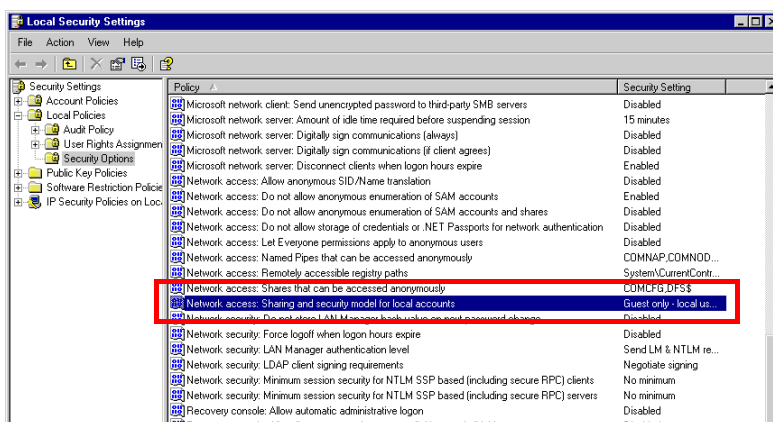 Local Security Settings
File Action View Help
Security Settings
Account Policies
Local Policies
Audit Policy
User Rights Assignmen
Security Options
Public Key Policies
Software Restriction Policie
IP Security Policies on Loc
Policy Security Setting
Microsoft network client: Send unencrypted password to third-party SMB servers Disabled
Microsoft network server: Amount of idle time required before suspending session 15 minutes
Microsoft network server: Digitally sign communications (always) Disabled
Microsoft network server: Digitally sign communications (if client agrees) Disabled
Microsoft network server: Disconnect clients when logon hours expire Enabled
Network access: Allow anonymous SID/Name translation Disabled
Network access: Do not allow anonymous enumeration of SAM accounts Enabled
Network access: Do not allow anonymous enumeration of SAM accounts and shares Disabled
Network access: Do not allow storage of credentials or .NET Passports for network authentication Disabled
Network access: Let Everyone permissions apply to anonymous users Disabled
Network access: Named Pipes that can be accessed anonymously COMNAP,COMNOD...
Network access: Remotely accessible registry paths System\CurrentContr...
Network access: Shares that can be accessed anonymously COMCFG,DFS$
Network access: Sharing and security model for local accounts Guest only - local us...
Network security: Do not store LAN Manager hash value on next password change Disabled
Network security: Force logoff when logon hours expire Disabled
Network security: LAN Manager authentication level Send LM & NTLM re...
Network security: LDAP client signing requirements Negotiate signing
Network security: Minimum session security for NTLM SSP based (including secure RPC) clients No minimum
Network security: Minimum session security for NTLM SSP based (including secure RPC) servers No minimum
Recovery console: Allow automatic administrative logon Disabled